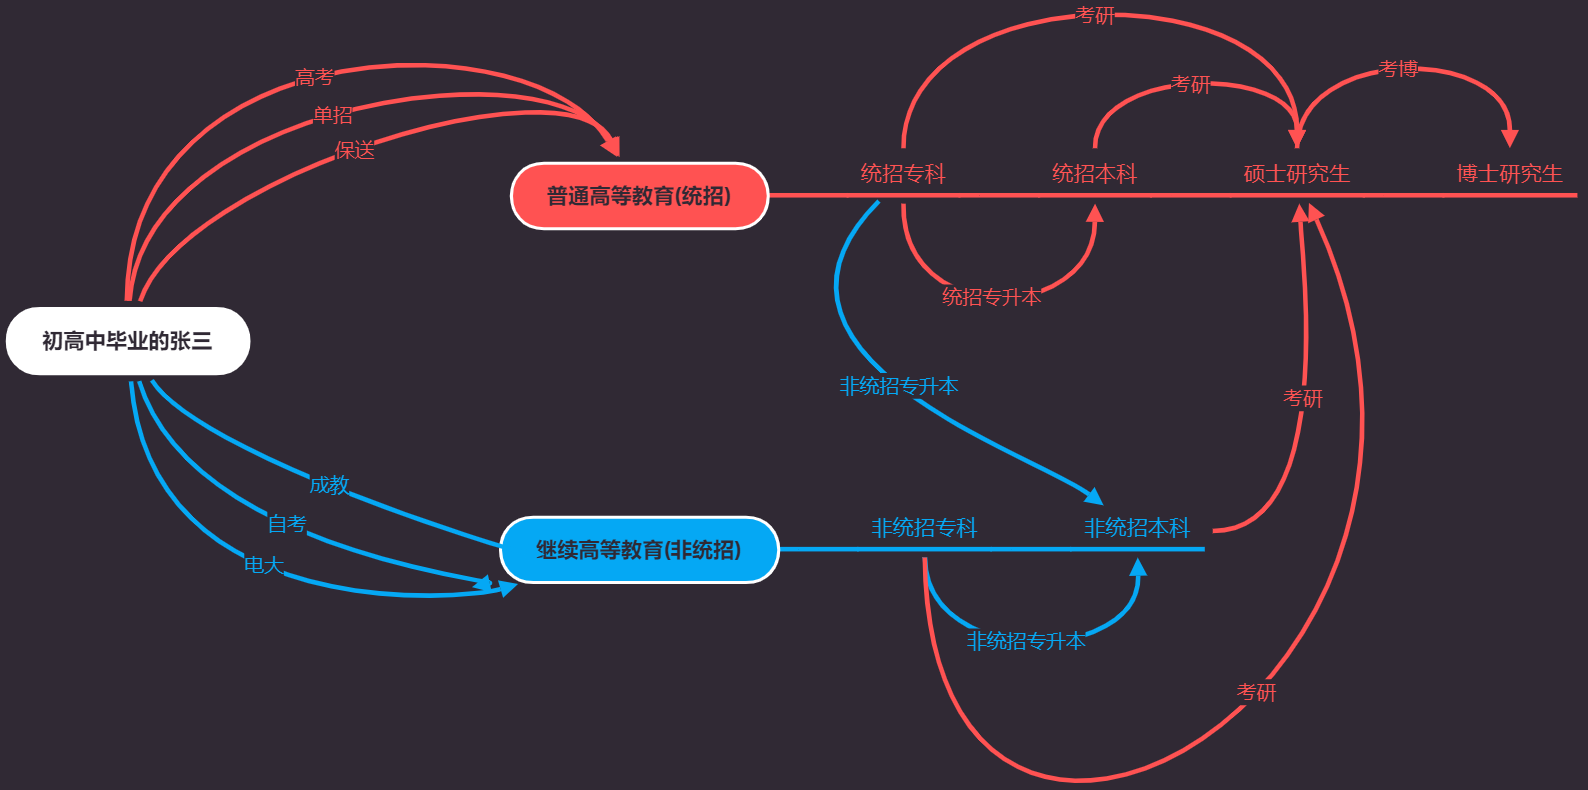 考研
考博
高考
考研
单招
保送
统招专科
统招本科
硕士研究生
博士研究生
普通高等教育(统招)
统招专升本
初高中毕业的张三
非统招专升本
考研
成教
自考
非统招专科
非统招本科
继续高等教育(非统招)
电大
非统招专升本
考研